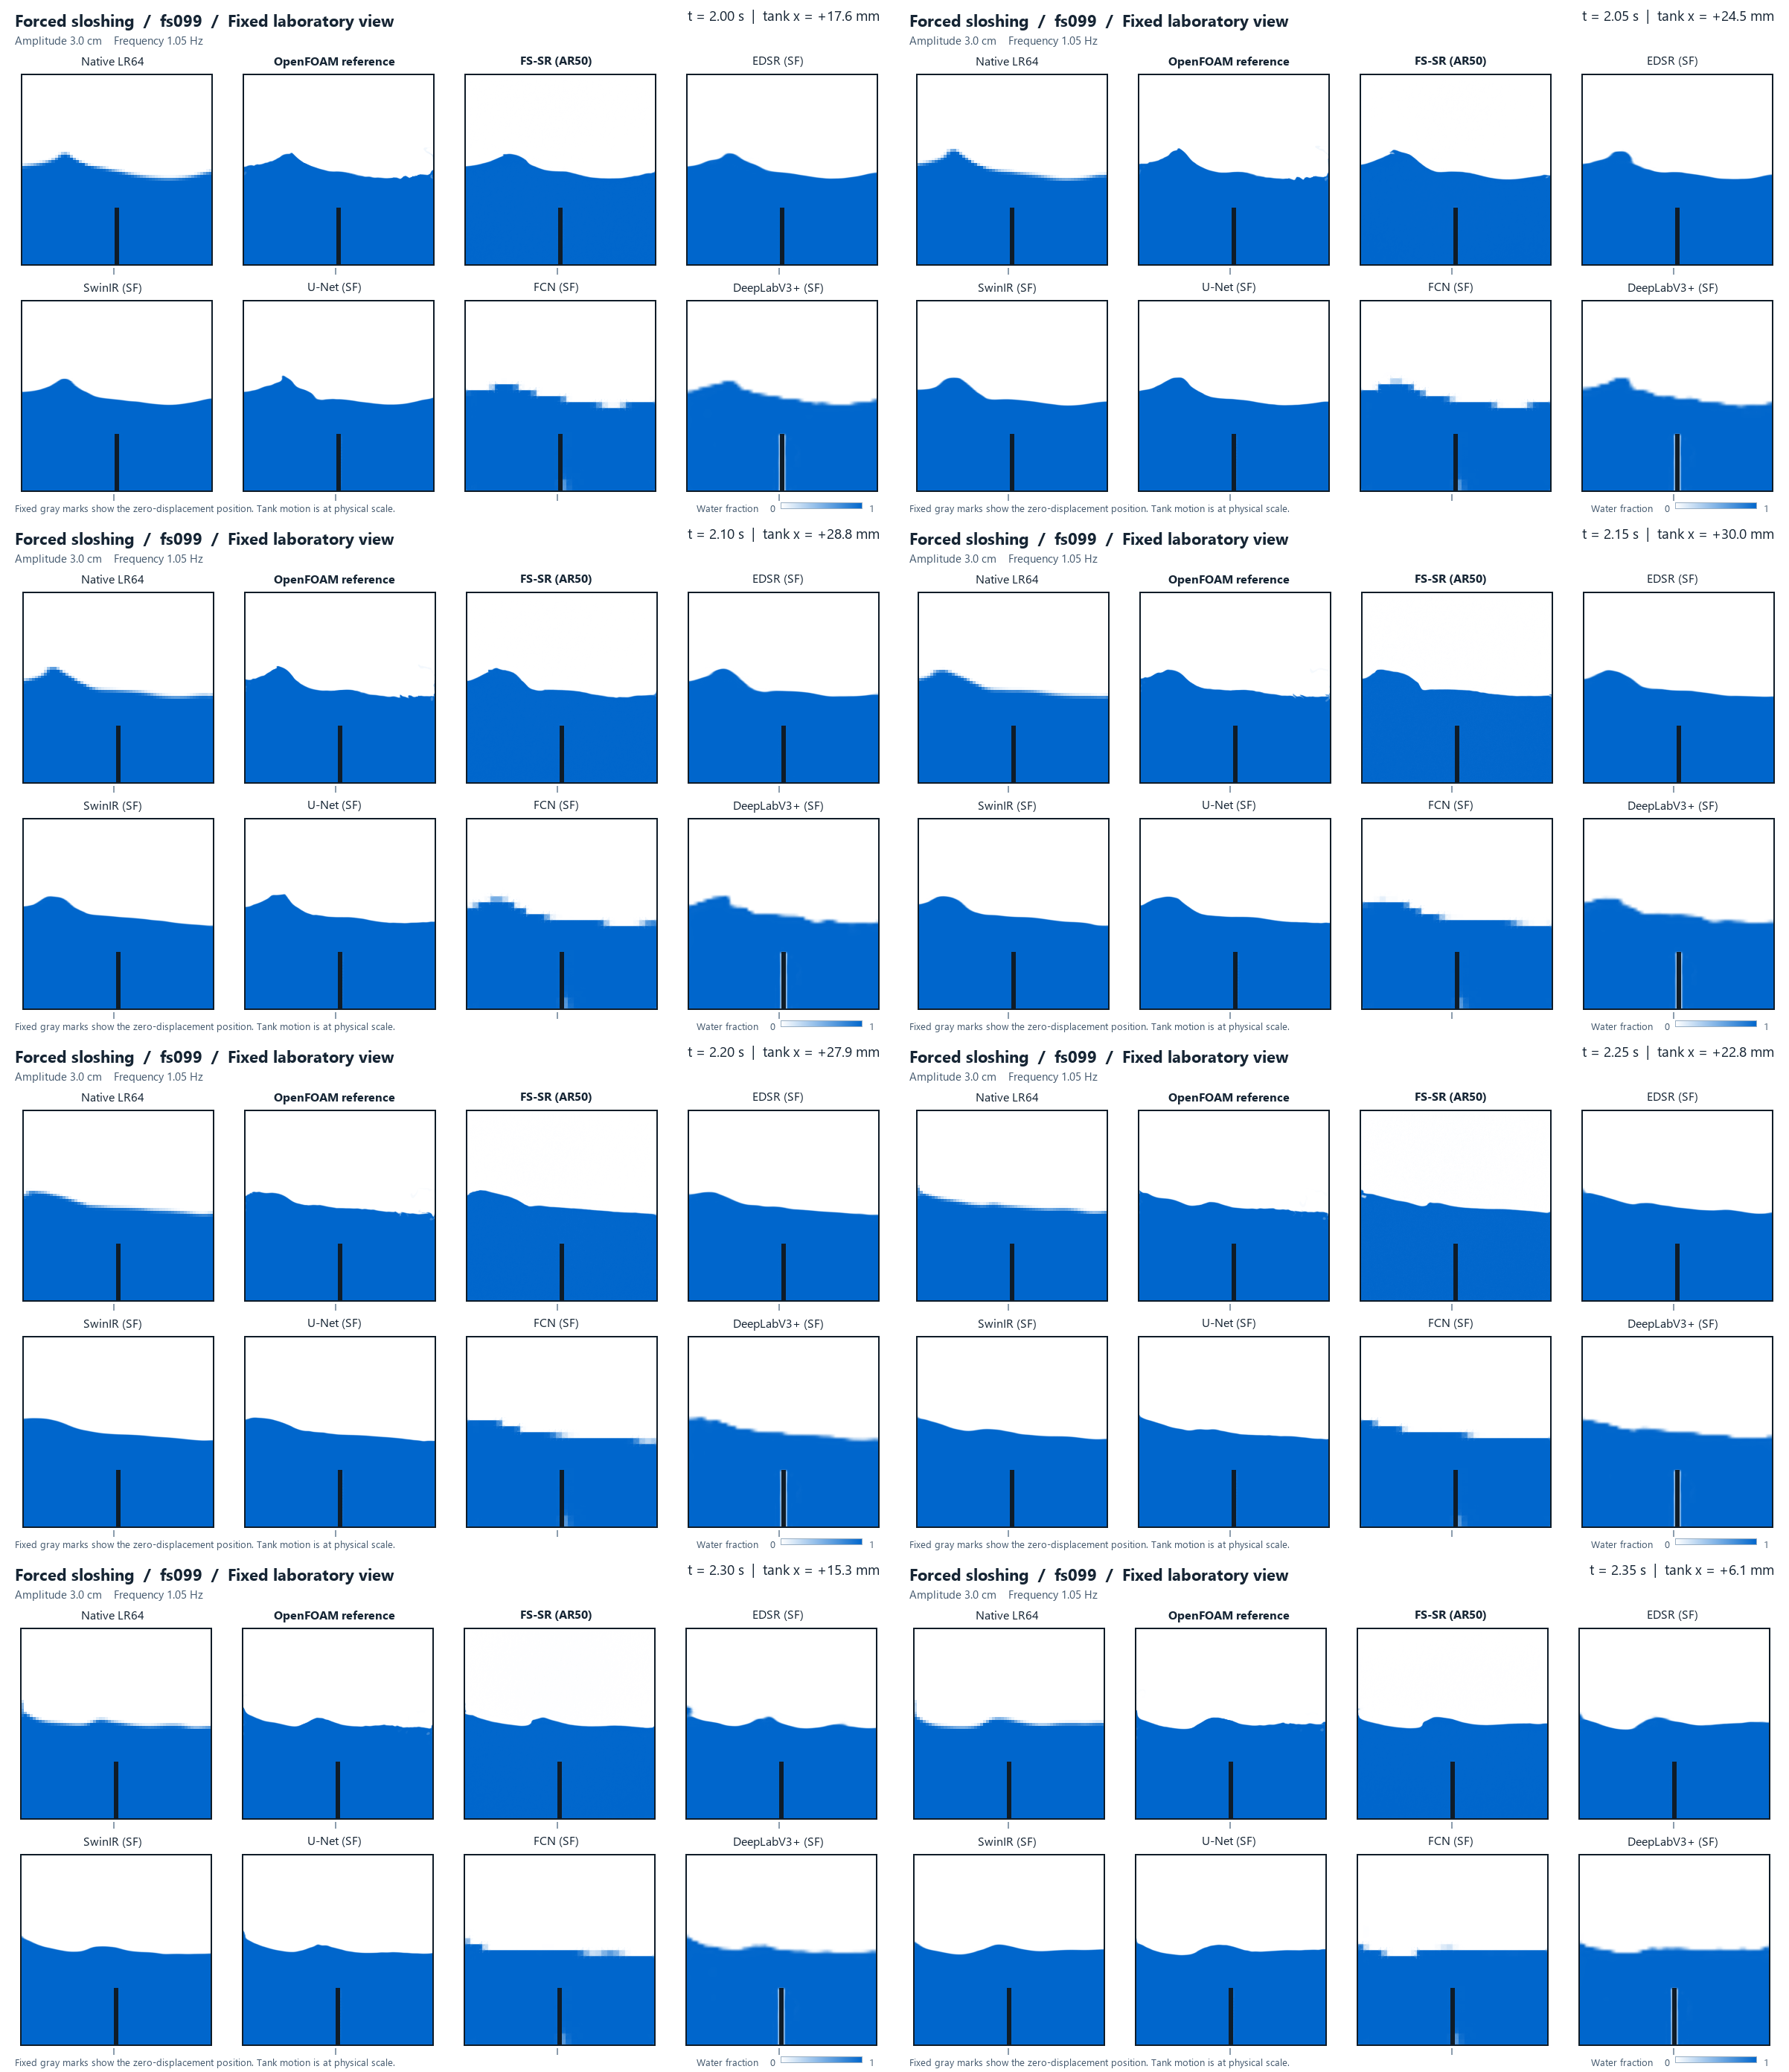 Forced sloshing / fs099 / Fixed laboratory view
t = 2.00 s | tank x = +17.6 mm
Amplitude 3.0 cm Frequency 1.05 Hz
Native LR64
OpenFOAM reference
FS-SR (AR50)
EDSR (SF)
SwinIR (SF)
U-Net (SF)
FCN (SF)
DeepLabV3+ (SF)
Fixed gray marks show the zero-displacement position. Tank motion is at physical scale.
Water fraction 0 1
Forced sloshing / fs099 / Fixed laboratory view
t = 2.05 s | tank x = +24.5 mm
Amplitude 3.0 cm Frequency 1.05 Hz
Native LR64
OpenFOAM reference
FS-SR (AR50)
EDSR (SF)
SwinIR (SF)
U-Net (SF)
FCN (SF)
DeepLabV3+ (SF)
Fixed gray marks show the zero-displacement position. Tank motion is at physical scale.
Water fraction 0 1
Forced sloshing / fs099 / Fixed laboratory view
t = 2.10 s | tank x = +28.8 mm
Amplitude 3.0 cm Frequency 1.05 Hz
Native LR64
OpenFOAM reference
FS-SR (AR50)
EDSR (SF)
SwinIR (SF)
U-Net (SF)
FCN (SF)
DeepLabV3+ (SF)
Fixed gray marks show the zero-displacement position. Tank motion is at physical scale.
Water fraction 0 1
Forced sloshing / fs099 / Fixed laboratory view
t = 2.15 s | tank x = +30.0 mm
Amplitude 3.0 cm Frequency 1.05 Hz
Native LR64
OpenFOAM reference
FS-SR (AR50)
EDSR (SF)
SwinIR (SF)
U-Net (SF)
FCN (SF)
DeepLabV3+ (SF)
Fixed gray marks show the zero-displacement position. Tank motion is at physical scale.
Water fraction 0 1
Forced sloshing / fs099 / Fixed laboratory view
t = 2.20 s | tank x = +27.9 mm
Amplitude 3.0 cm Frequency 1.05 Hz
Native LR64
OpenFOAM reference
FS-SR (AR50)
EDSR (SF)
SwinIR (SF)
U-Net (SF)
FCN (SF)
DeepLabV3+ (SF)
Fixed gray marks show the zero-displacement position. Tank motion is at physical scale.
Water fraction 0 1
Forced sloshing / fs099 / Fixed laboratory view
t = 2.25 s | tank x = +22.8 mm
Amplitude 3.0 cm Frequency 1.05 Hz
Native LR64
OpenFOAM reference
FS-SR (AR50)
EDSR (SF)
SwinIR (SF)
U-Net (SF)
FCN (SF)
DeepLabV3+ (SF)
Fixed gray marks show the zero-displacement position. Tank motion is at physical scale.
Water fraction 0 1
Forced sloshing / fs099 / Fixed laboratory view
t = 2.30 s | tank x = +15.3 mm
Amplitude 3.0 cm Frequency 1.05 Hz
Native LR64
OpenFOAM reference
FS-SR (AR50)
EDSR (SF)
SwinIR (SF)
U-Net (SF)
FCN (SF)
DeepLabV3+ (SF)
Fixed gray marks show the zero-displacement position. Tank motion is at physical scale.
Water fraction 0 1
Forced sloshing / fs099 / Fixed laboratory view
t = 2.35 s | tank x = +6.1 mm
Amplitude 3.0 cm Frequency 1.05 Hz
Native LR64
OpenFOAM reference
FS-SR (AR50)
EDSR (SF)
SwinIR (SF)
U-Net (SF)
FCN (SF)
DeepLabV3+ (SF)
Fixed gray marks show the zero-displacement position. Tank motion is at physical scale.
Water fraction 0 1